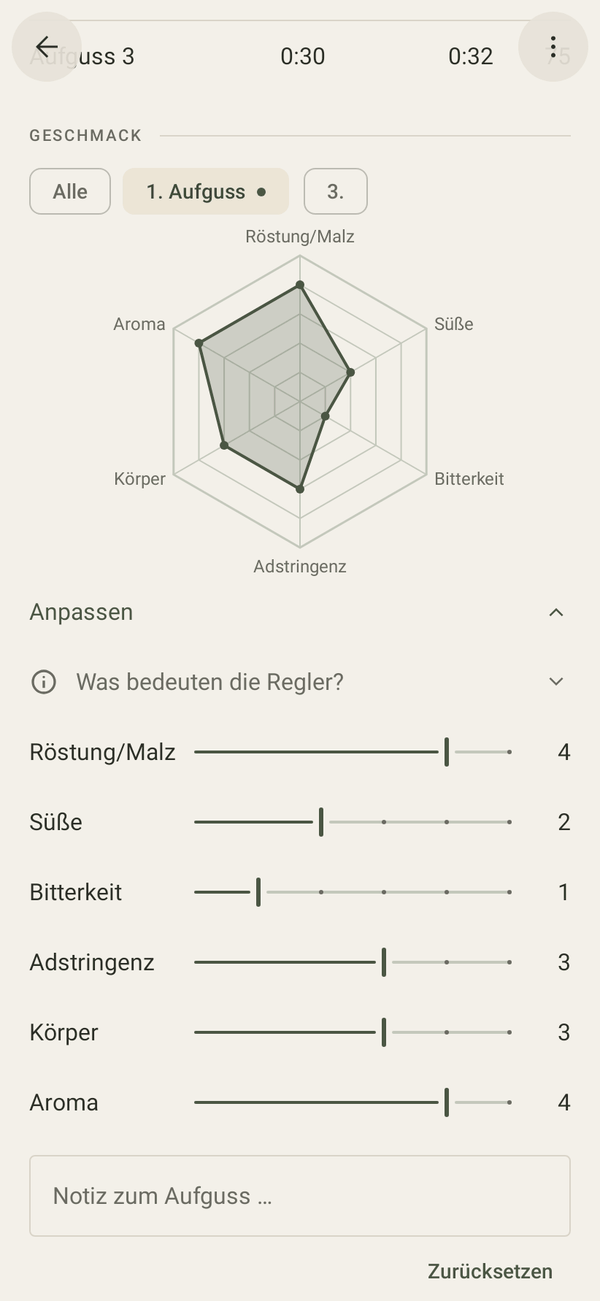 Aufguss 3 0:30 0:32 75
GESCHMACK
Alle 1. Aufguss 3.
Röstung/Malz
Aroma Süße
Körper Bitterkeit
Adstringenz
Anpassen
Was bedeuten die Regler?
Röstung/Malz 4
Süße 2
Bitterkeit 1
Adstringenz 3
Körper 3
Aroma 4
Notiz zum Aufguss …
Zurücksetzen